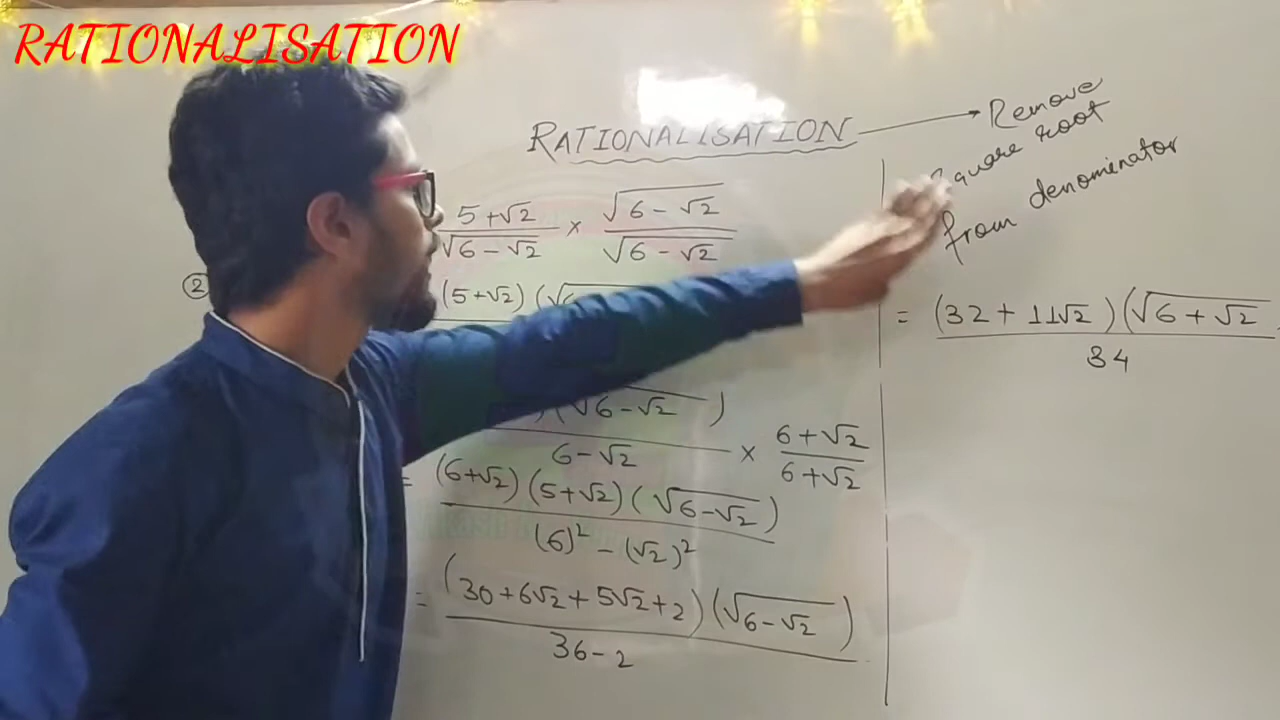 RATIONALISATION
RATIONALISATION → Remove
square root
from denominator
5+√2/√(6-√2) × √(6-√2)/√(6-√2)
②
(5+√2)(√6
)(√(6-√2))/6-√2 × 6+√2/6+√2
= (6+√2)(5+√2)(√(6-√2))/(6)²-(√2)²
= (30+6√2+5√2+2)(√(6-√2))/36-2
= (32+11√2)(√(6+√2)/34